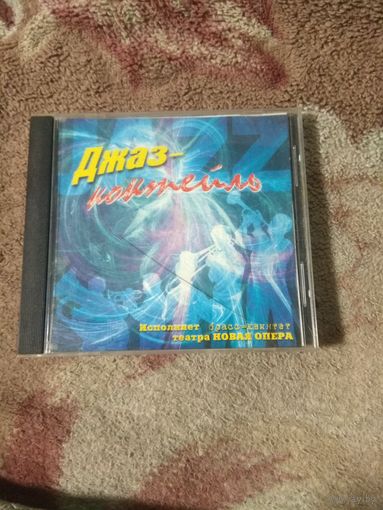 Джаз-
коктейль
Исполняет брасс-квинтет
театра НОВАЯ ОПЕРА